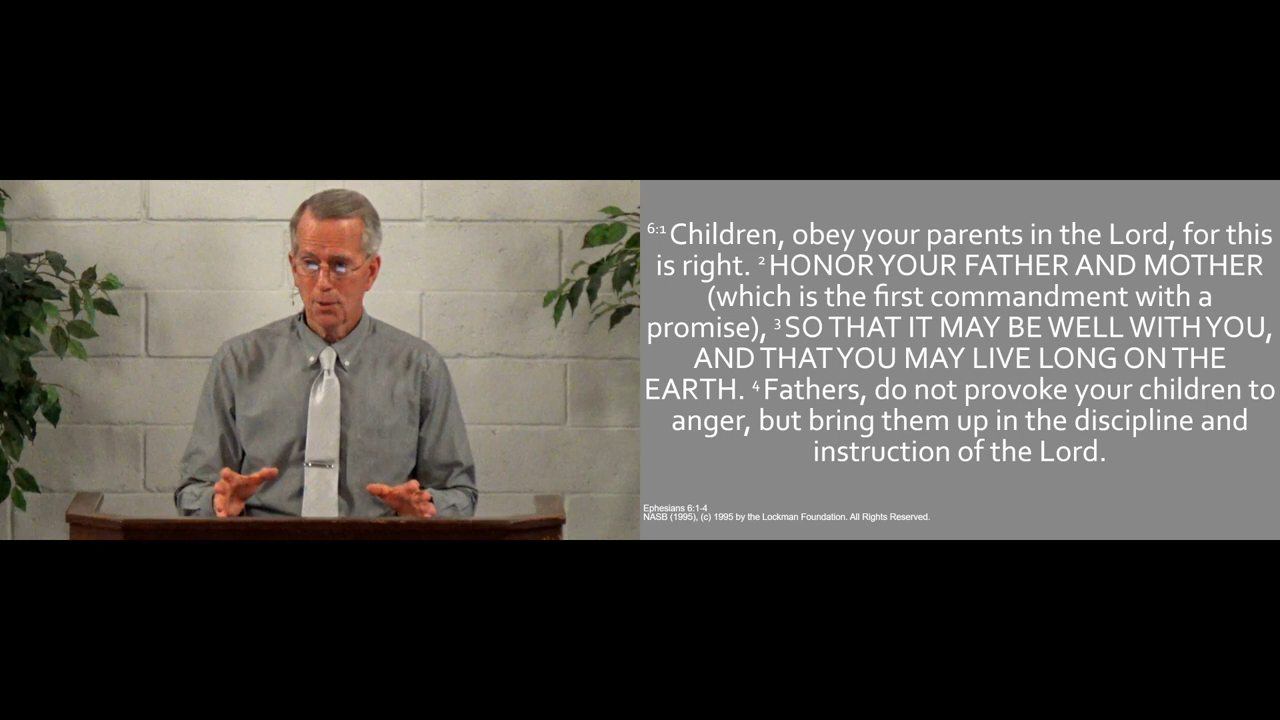 6:1 Children, obey your parents in the Lord, for this
is right. 2 HONOR YOUR FATHER AND MOTHER
(which is the first commandment with a
promise), 3 SO THAT IT MAY BE WELL WITH YOU,
AND THAT YOU MAY LIVE LONG ON THE
EARTH. 4 Fathers, do not provoke your children to
anger, but bring them up in the discipline and
instruction of the Lord.
Ephesians 6:1-4
NASB (1995), (c) 1995 by the Lockman Foundation. All Rights Reserved.